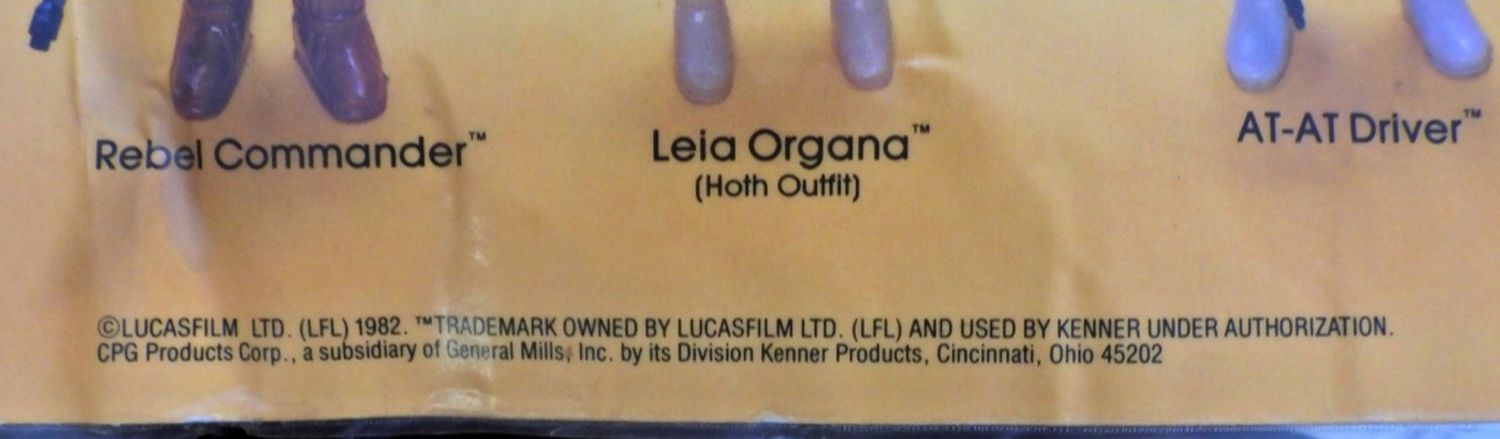 Rebel Commander™
Leia Organa™
(Hoth Outfit)
AT-AT Driver™
©LUCASFILM LTD. (LFL) 1982. ™TRADEMARK OWNED BY LUCASFILM LTD. (LFL) AND USED BY KENNER UNDER AUTHORIZATION.
CPG Products Corp., a subsidiary of General Mills, Inc. by its Division Kenner Products, Cincinnati, Ohio 45202